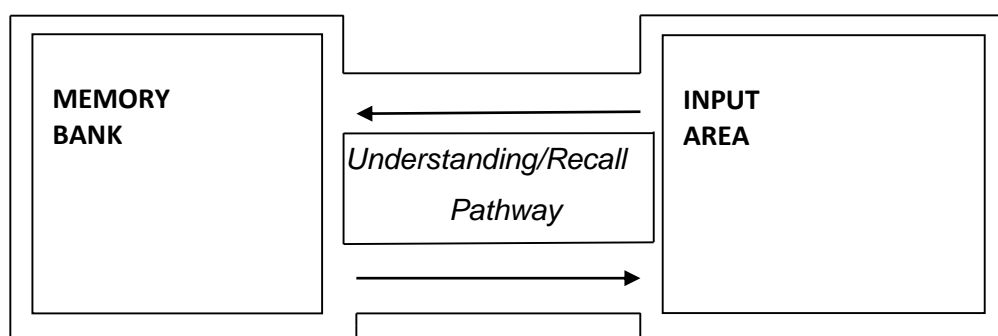 MEMORY
BANK
Understanding/Recall
Pathway
INPUT
AREA